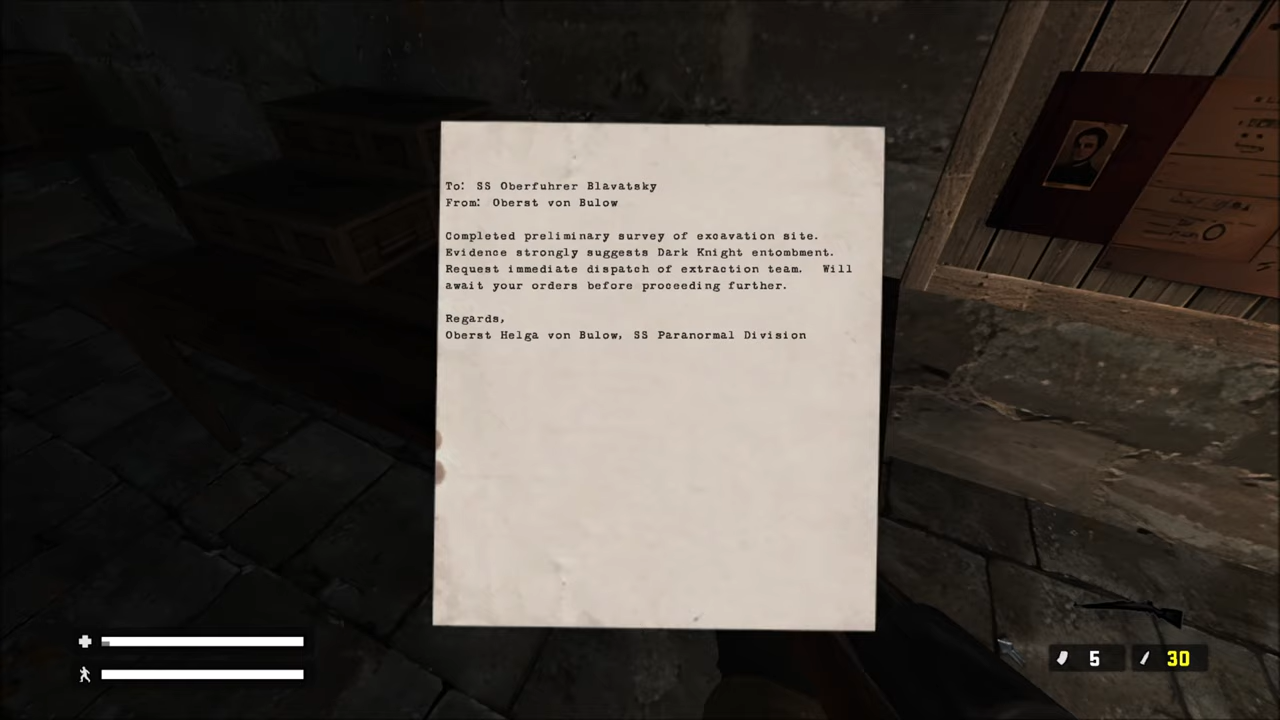 To: SS Oberfuhrer Blavatsky
From: Oberst von Bulow
Completed preliminary survey of excavation site.
Evidence strongly suggests Dark Knight entombment.
Request immediate dispatch of extraction team.  Will
await your orders before proceeding further.
Regards,
Oberst Helga von Bulow, SS Paranormal Division
5
30